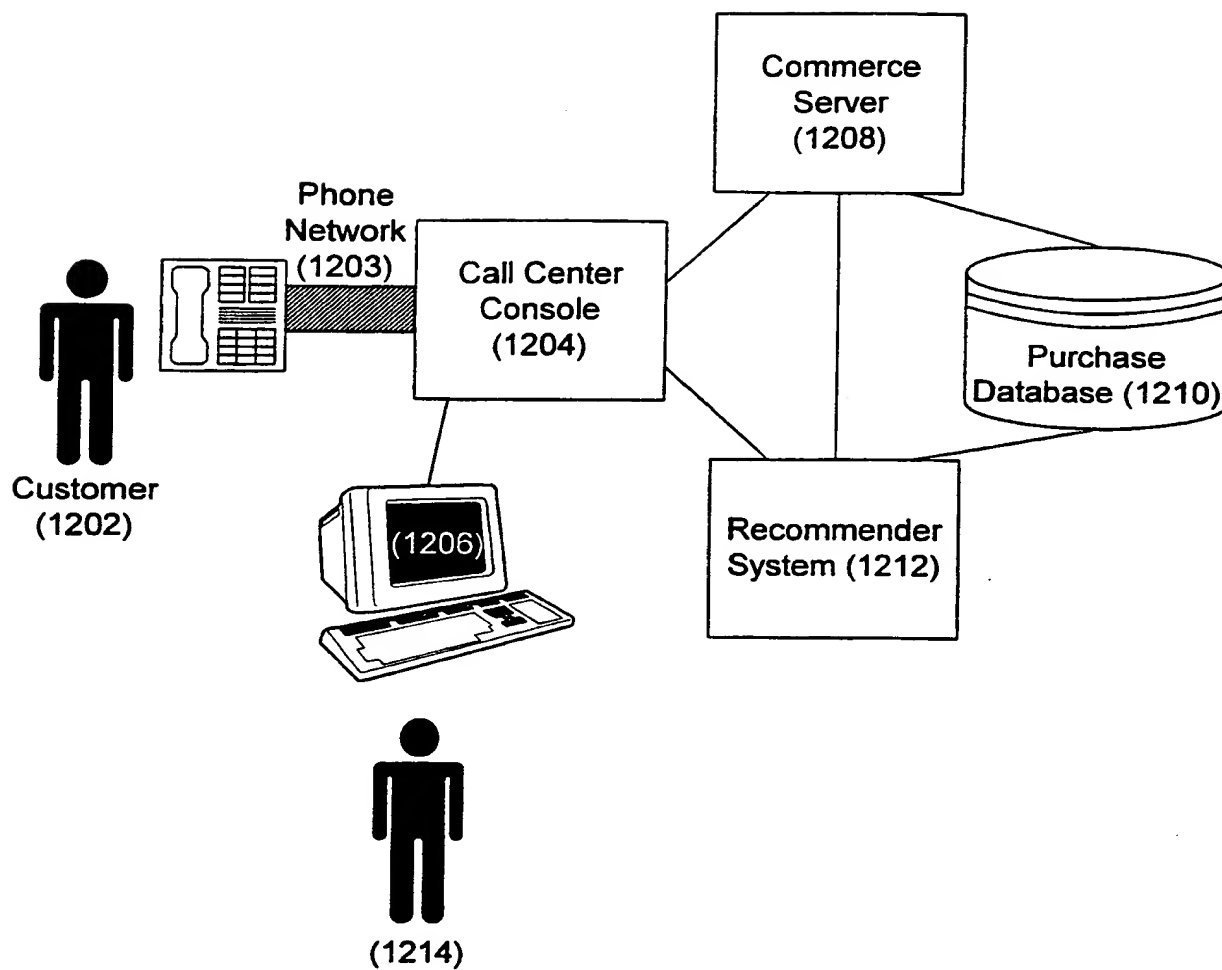 Commerce
Server
(1208)
Phone
Network
(1203)
Call Center
Console
(1204)
Purchase
Database (1210)
Customer
(1202)
(1206)
Recommender
System (1212)
(1214)